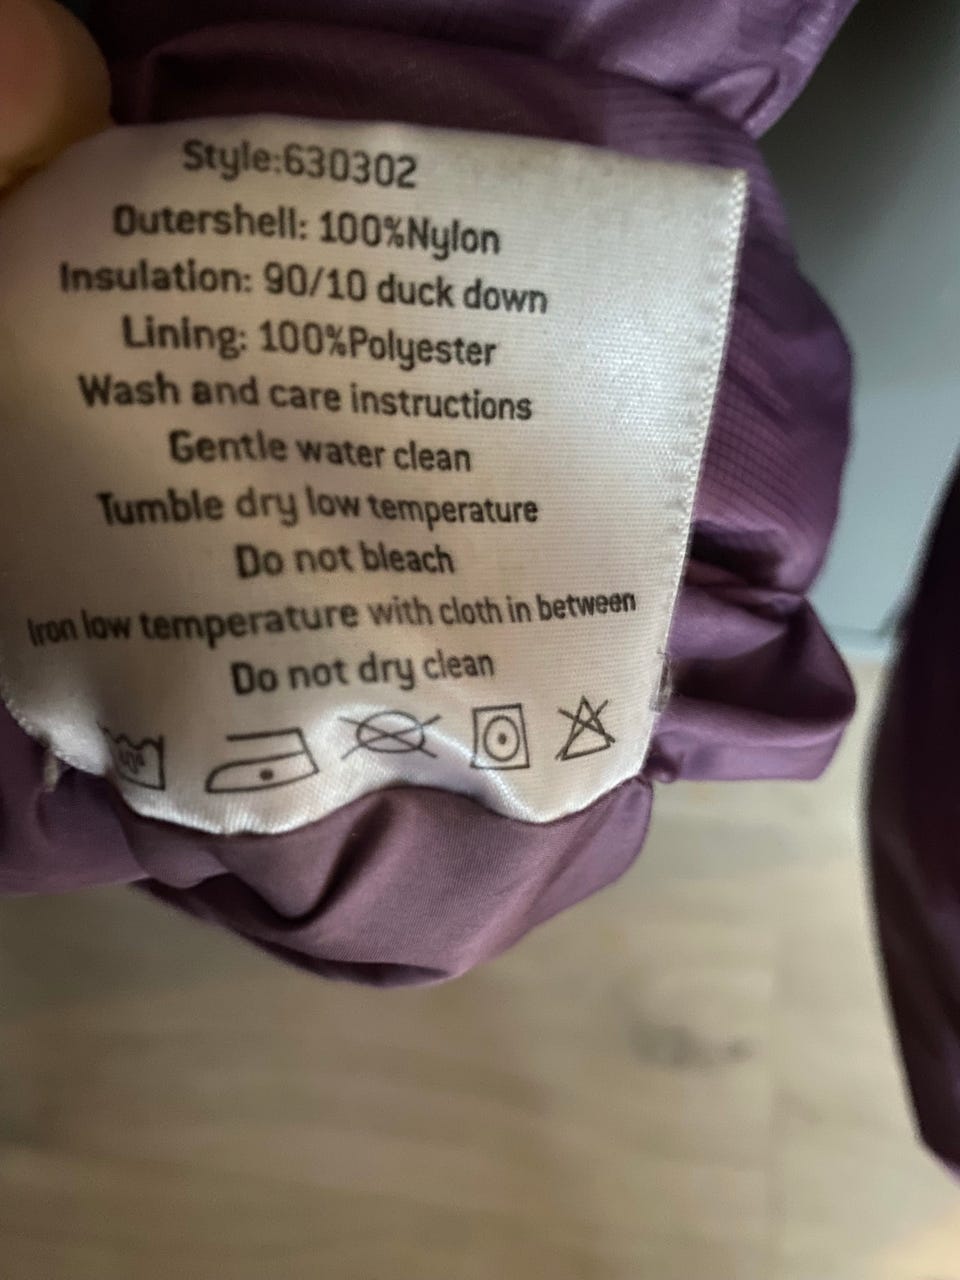 Style:630302
Outershell: 100%Nylon
Insulation: 90/10 duck down
Lining: 100%Polyester
Wash and care instructions
Gentle water clean
Tumble dry low temperature
Do not bleach
Iron low temperature with cloth in between
Do not dry clean